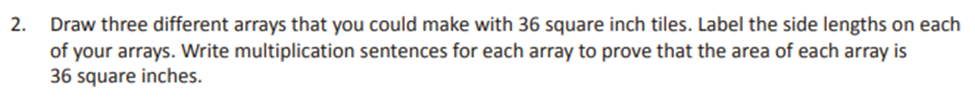 2. Draw three different arrays that you could make with 36 square inch tiles. Label the side lengths on each
of your arrays. Write multiplication sentences for each array to prove that the area of each array is
36 square inches.